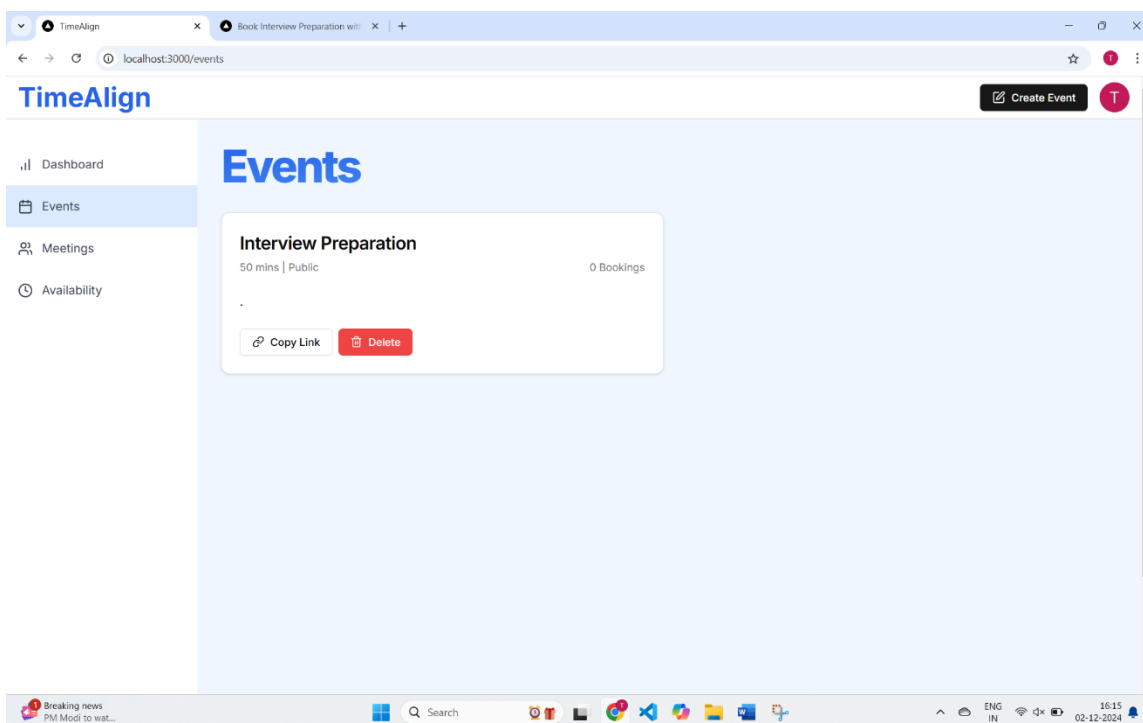 TimeAlign
Book Interview Preparation with
localhost:3000/events
T
TimeAlign
Create Event
T
Dashboard
Events
Meetings
Availability
Events
Interview Preparation
50 mins | Public
0 Bookings
.
Copy Link
Delete
1
Breaking news
PM Modi to wat...
Search
T
ENG
IN
16:15
02-12-2024